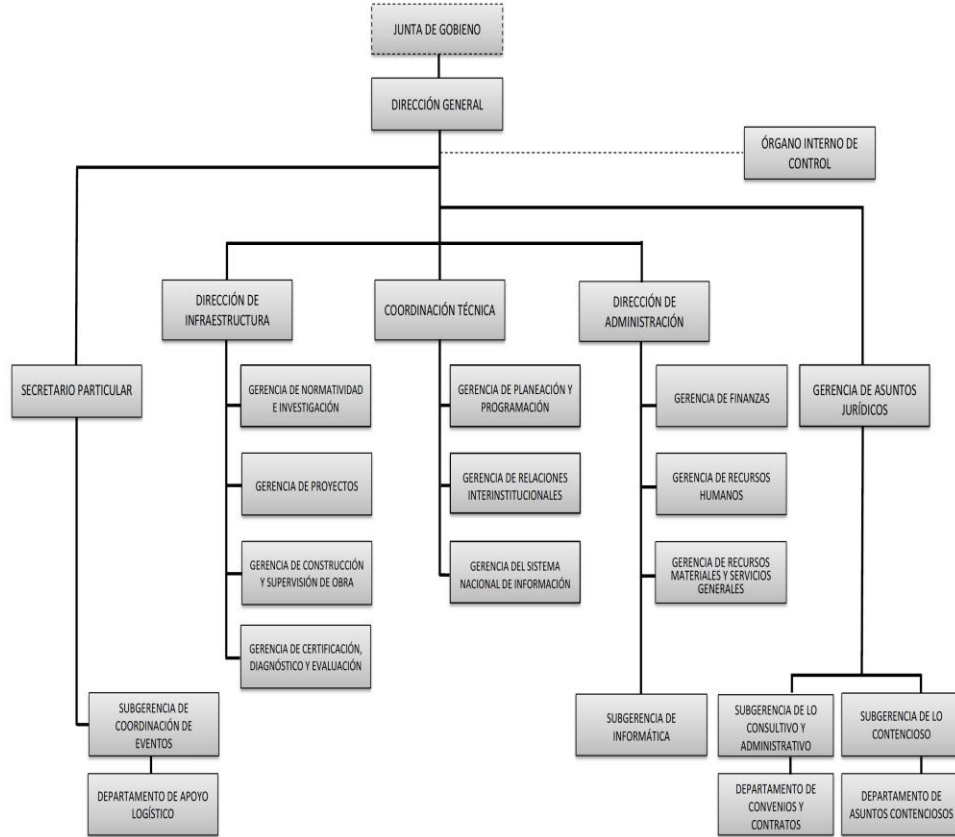 JUNTA DE GOBIENO
DIRECCIÓN GENERAL
ÓRGANO INTERNO DE
CONTROL
DIRECCIÓN DE
INFRAESTRUCTURA
COORDINACIÓN TÉCNICA
DIRECCIÓN DE
ADMINISTRACIÓN
SECRETARIO PARTICULAR
GERENCIA DE NORMATIVIDAD
E INVESTIGACIÓN
GERENCIA DE PLANEACIÓN Y
PROGRAMACIÓN
GERENCIA DE FINANZAS
GERENCIA DE ASUNTOS
JURÍDICOS
GERENCIA DE PROYECTOS
GERENCIA DE RELACIONES
INTERINSTITUCIONALES
GERENCIA DE RECURSOS
HUMANOS
GERENCIA DE CONSTRUCCIÓN
Y SUPERVISIÓN DE OBRA
GERENCIA DEL SISTEMA
NACIONAL DE INFORMACIÓN
GERENCIA DE RECURSOS
MATERIALES Y SERVICIOS
GENERALES
GERENCIA DE CERTIFICACIÓN,
DIAGNÓSTICO Y EVALUACIÓN
SUBGERENCIA DE
COORDINACIÓN DE
EVENTOS
SUBGERENCIA DE
INFORMÁTICA
SUBGERENCIA DE LO
CONSULTIVO Y
ADMINISTRATIVO
SUBGERENCIA DE LO
CONTENCIOSO
DEPARTAMENTO DE APOYO
LOGÍSTICO
DEPARTAMENTO DE
CONVENIOS Y
CONTRATOS
DEPARTAMENTO DE
ASUNTOS CONTENCIOSOS